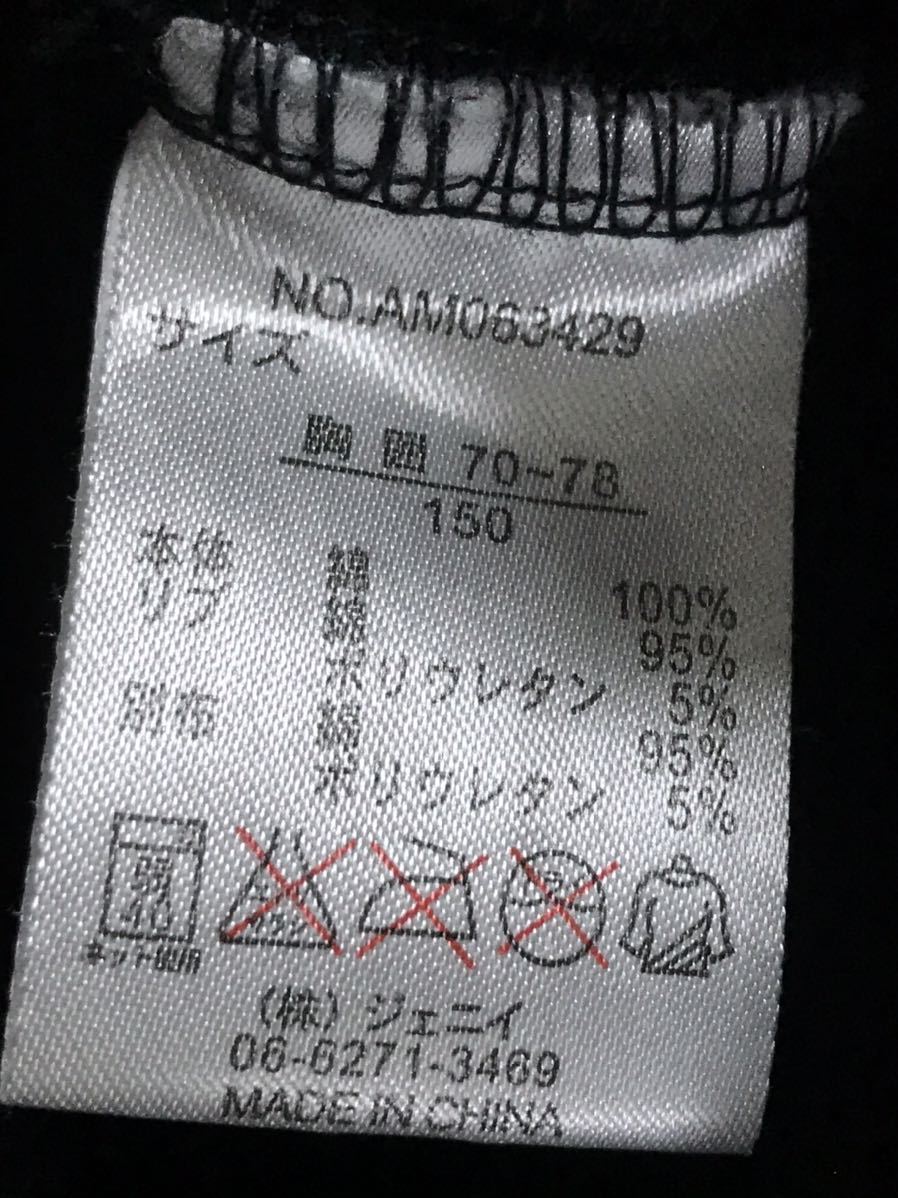 NO.AM063429
サイズ
胸囲 70~78
150
本体 綿 100%
リブ 綿 95%
ポリウレタン 5%
別布 綿 95%
ポリウレタン 5%
弱
40
ネット使用
(株) ジェニイ
06-6271-3469
MADE IN CHINA